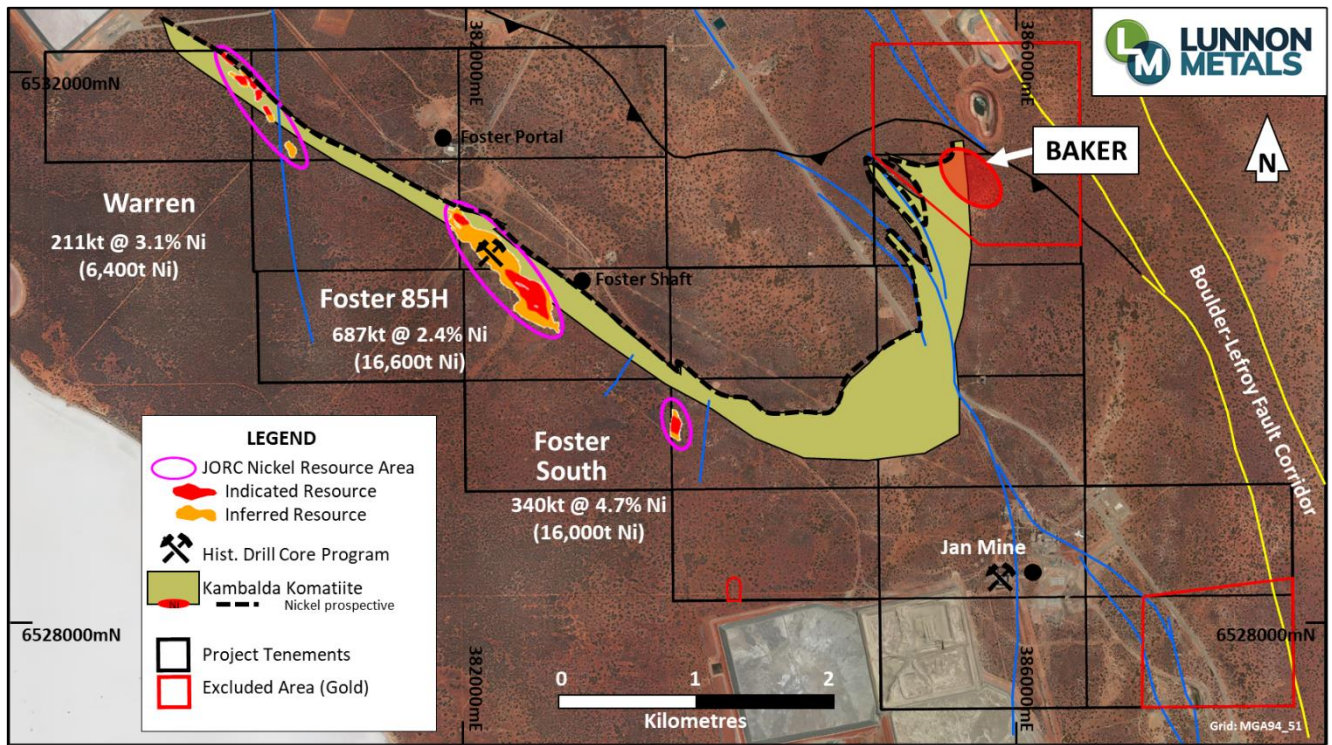 LM LUNNON
METALS
6532000mN
382000mE
386000mE
Foster Portal
BAKER
N
Warren
211kt @ 3.1% Ni
(6,400t Ni)
Foster 85H
687kt @ 2.4% Ni
(16,600t Ni)
Foster Shaft
Boulder-Lefroy Fault Corridor
Foster
South
340kt @ 4.7% Ni
(16,000t Ni)
Jan Mine
LEGEND
JORC Nickel Resource Area
Indicated Resource
Inferred Resource
Hist. Drill Core Program
Kambalda Komatiite
Ni
Nickel prospective
Project Tenements
Excluded Area (Gold)
6528000mN
6528000mN
382000mE
386000mE
0 1 2
Kilometres
Grid: MGA94_51